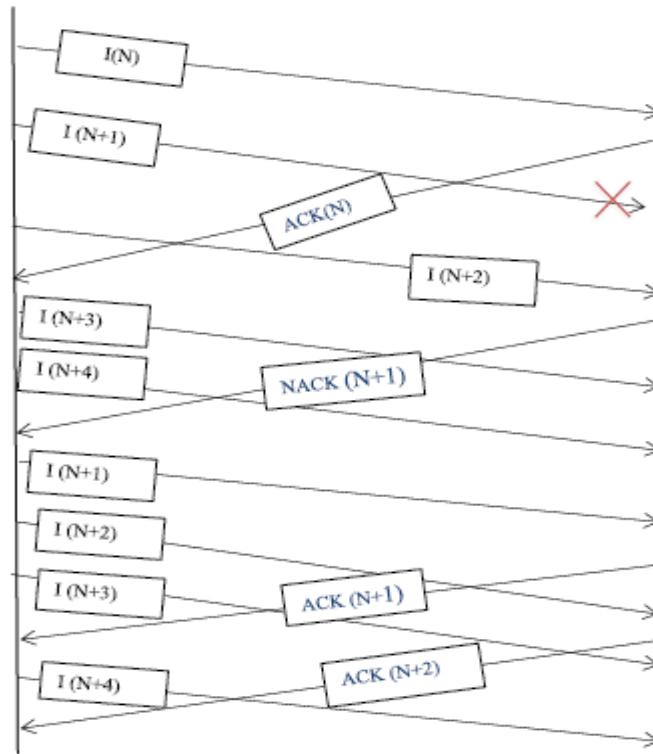 I(N)
I (N+1)
ACK(N)
I (N+2)
I (N+3)
I (N+4)
NACK (N+1)
I (N+1)
I (N+2)
I (N+3)
ACK (N+1)
ACK (N+2)
I (N+4)